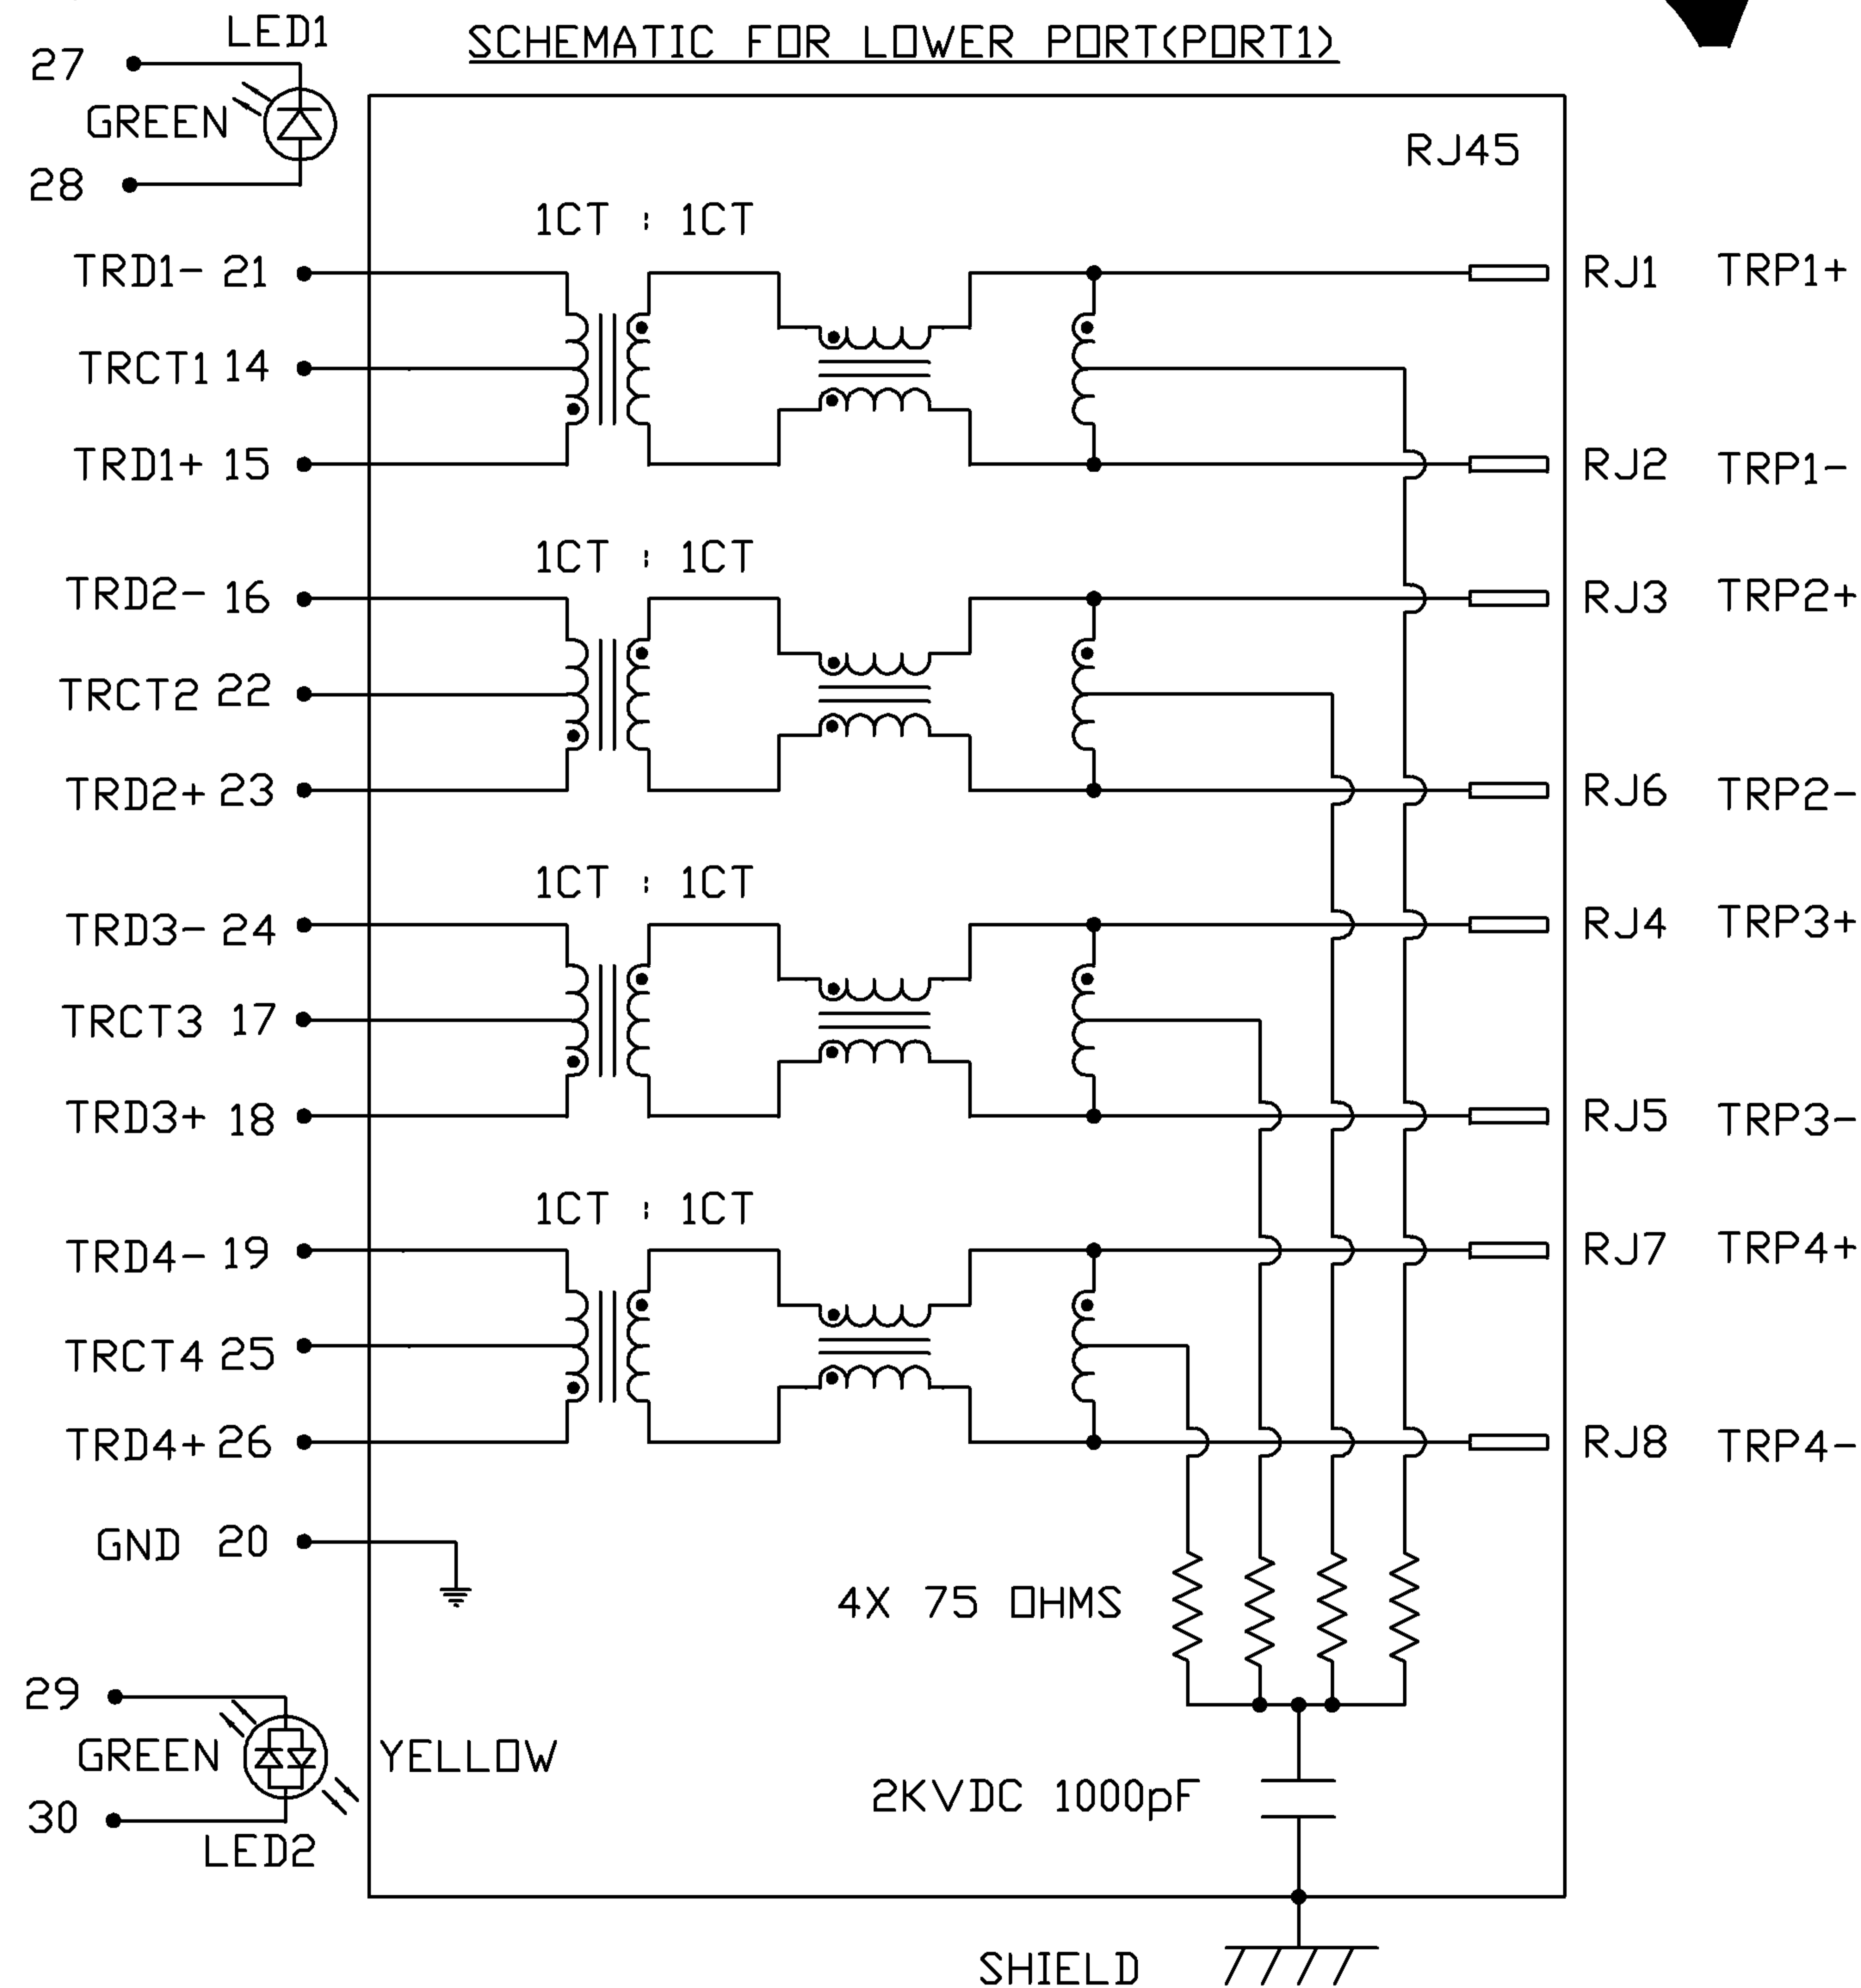 LED1
SCHEMATIC FOR LOWER PORT(PORT1)
27
GREEN
28
RJ45
1CT : 1CT
TRD1- 21
RJ1 TRP1+
TRCT1 14
TRD1+ 15
RJ2 TRP1-
1CT : 1CT
TRD2- 16
RJ3 TRP2+
TRCT2 22
TRD2+ 23
RJ6 TRP2-
1CT : 1CT
TRD3- 24
RJ4 TRP3+
TRCT3 17
TRD3+ 18
RJ5 TRP3-
1CT : 1CT
TRD4- 19
RJ7 TRP4+
TRCT4 25
TRD4+ 26
RJ8 TRP4-
GND 20
4X 75 OHMS
29
GREEN
YELLOW
30
LED2
2KVDC 1000pF
SHIELD